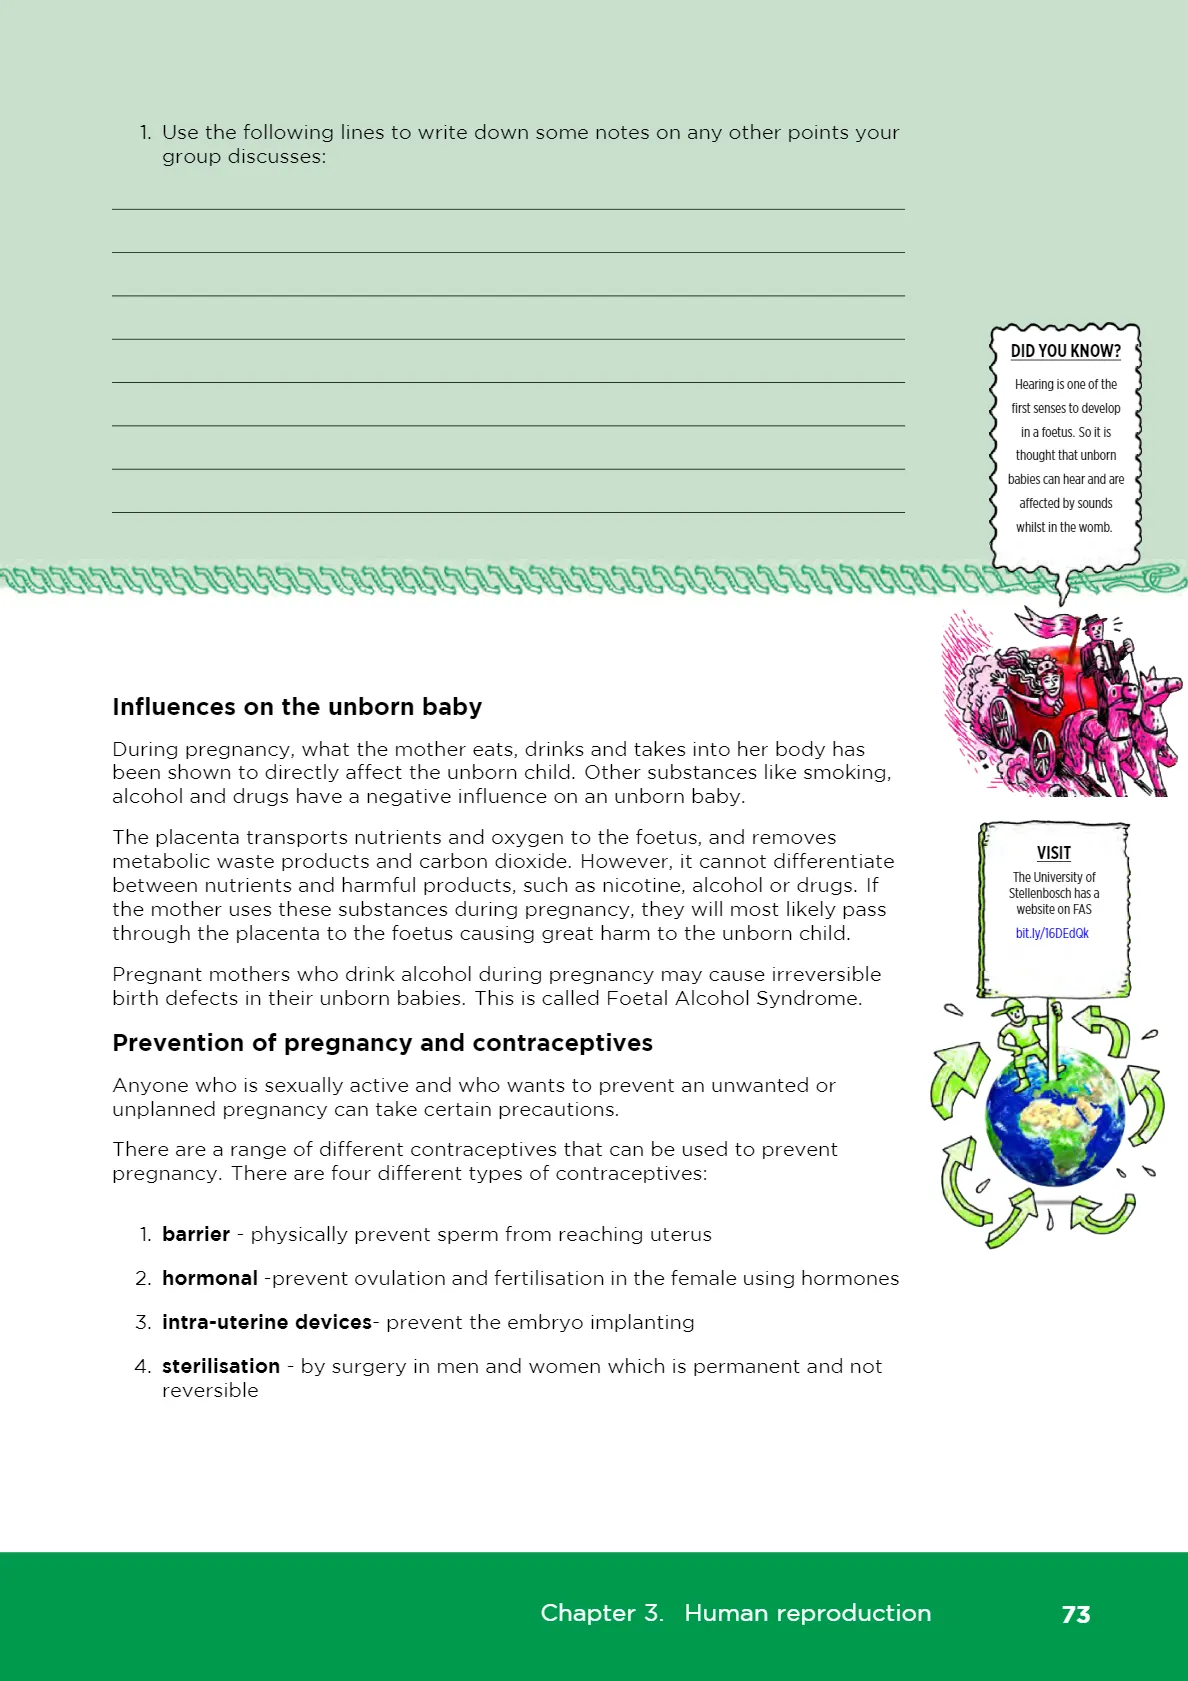 1. Use the following lines to write down some notes on any other points your
group discusses:
DID YOU KNOW?
Hearing is one of the
first senses to develop
in a foetus. So it is
thought that unborn
babies can hear and are
affected by sounds
whilst in the womb.
Influences on the unborn baby
During pregnancy, what the mother eats, drinks and takes into her body has
been shown to directly affect the unborn child. Other substances like smoking,
alcohol and drugs have a negative influence on an unborn baby.
The placenta transports nutrients and oxygen to the foetus, and removes
metabolic waste products and carbon dioxide. However, it cannot differentiate
between nutrients and harmful products, such as nicotine, alcohol or drugs. If
the mother uses these substances during pregnancy, they will most likely pass
through the placenta to the foetus causing great harm to the unborn child.
Pregnant mothers who drink alcohol during pregnancy may cause irreversible
birth defects in their unborn babies. This is called Foetal Alcohol Syndrome.
VISIT
The University of
Stellenbosch has a
website on FAS
bit.ly/16DEdQk
Prevention of pregnancy and contraceptives
Anyone who is sexually active and who wants to prevent an unwanted or
unplanned pregnancy can take certain precautions.
There are a range of different contraceptives that can be used to prevent
pregnancy. There are four different types of contraceptives:
1. barrier - physically prevent sperm from reaching uterus
2. hormonal -prevent ovulation and fertilisation in the female using hormones
3. intra-uterine devices- prevent the embryo implanting
4. sterilisation - by surgery in men and women which is permanent and not
reversible
Chapter 3. Human reproduction 73